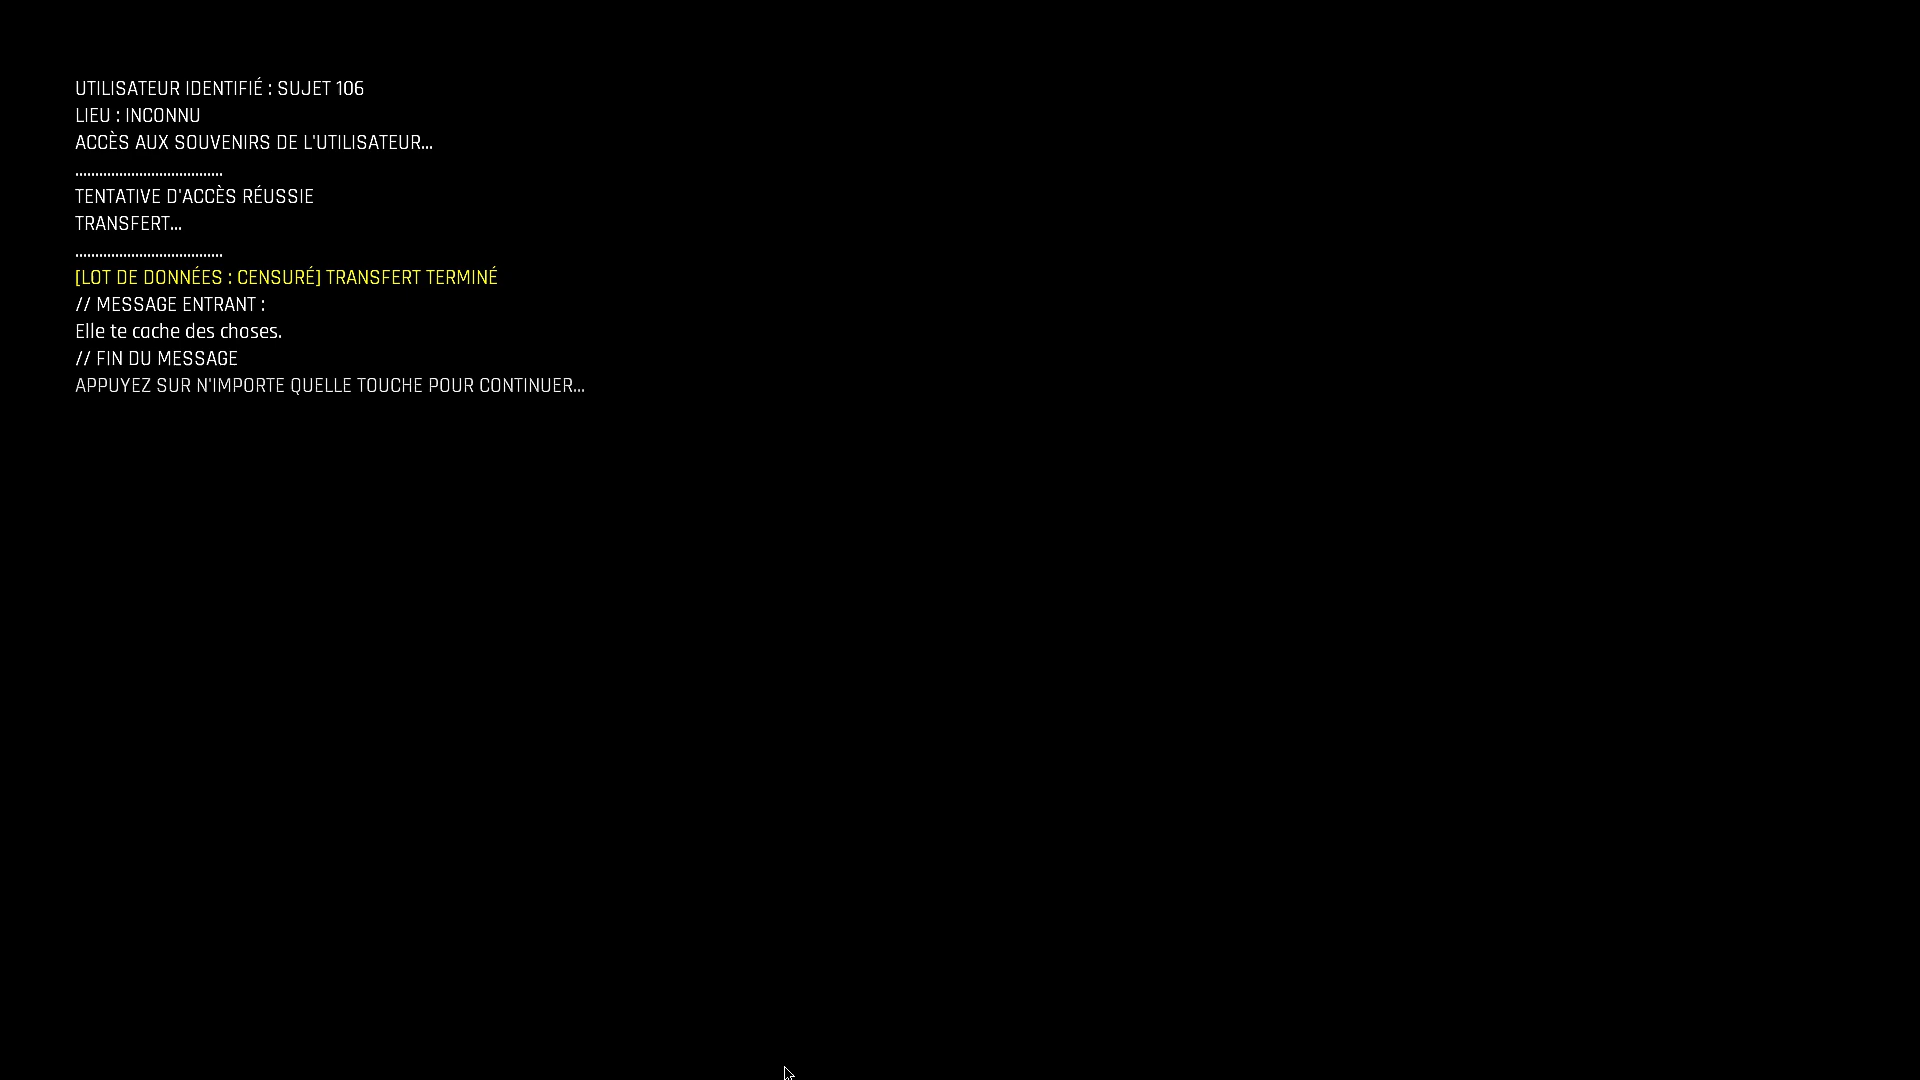 UTILISATEUR IDENTIFIÉ : SUJET 106
LIEU : INCONNU
ACCÈS AUX SOUVENIRS DE L'UTILISATEUR...
.....................................
TENTATIVE D'ACCÈS RÉUSSIE
TRANSFERT...
.....................................
[LOT DE DONNÉES : CENSURÉ] TRANSFERT TERMINÉ
// MESSAGE ENTRANT :
Elle te cache des choses.
// FIN DU MESSAGE
APPUYEZ SUR N'IMPORTE QUELLE TOUCHE POUR CONTINUER...